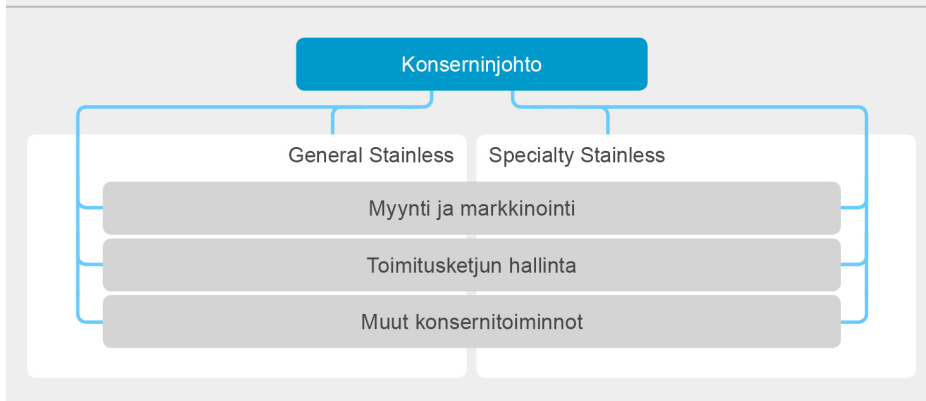 Konserninjohto
General Stainless
Specialty Stainless
Myynti ja markkinointi
Toimitusketjun hallinta
Muut konsernitoiminnot